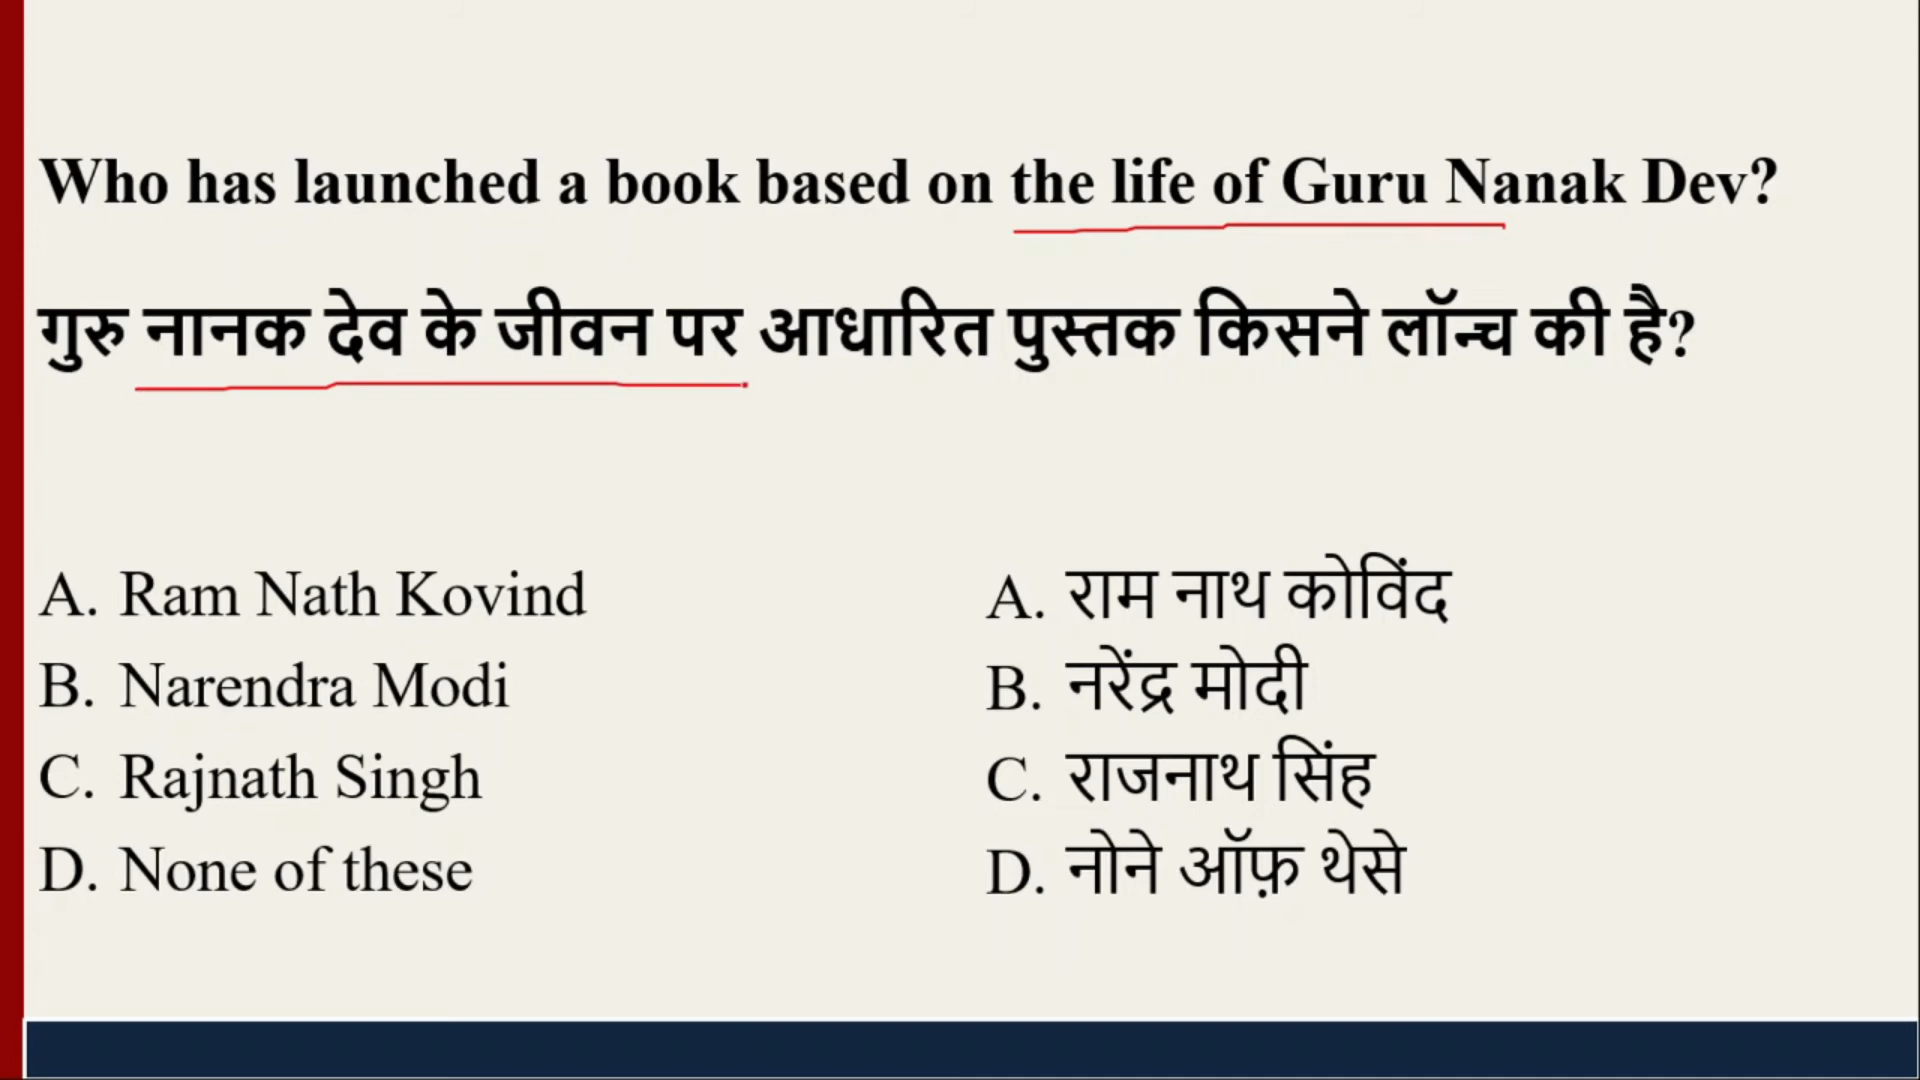 Who has launched a book based on the life of Guru Nanak Dev?
गुरु नानक देव के जीवन पर आधारित पुस्तक किसने लॉन्च की है?
A. Ram Nath Kovind
B. Narendra Modi
C. Rajnath Singh
D. None of these
A. राम नाथ कोविंद
B. नरेंद्र मोदी
C. राजनाथ सिंह
D. नोने ऑफ़ थेसे